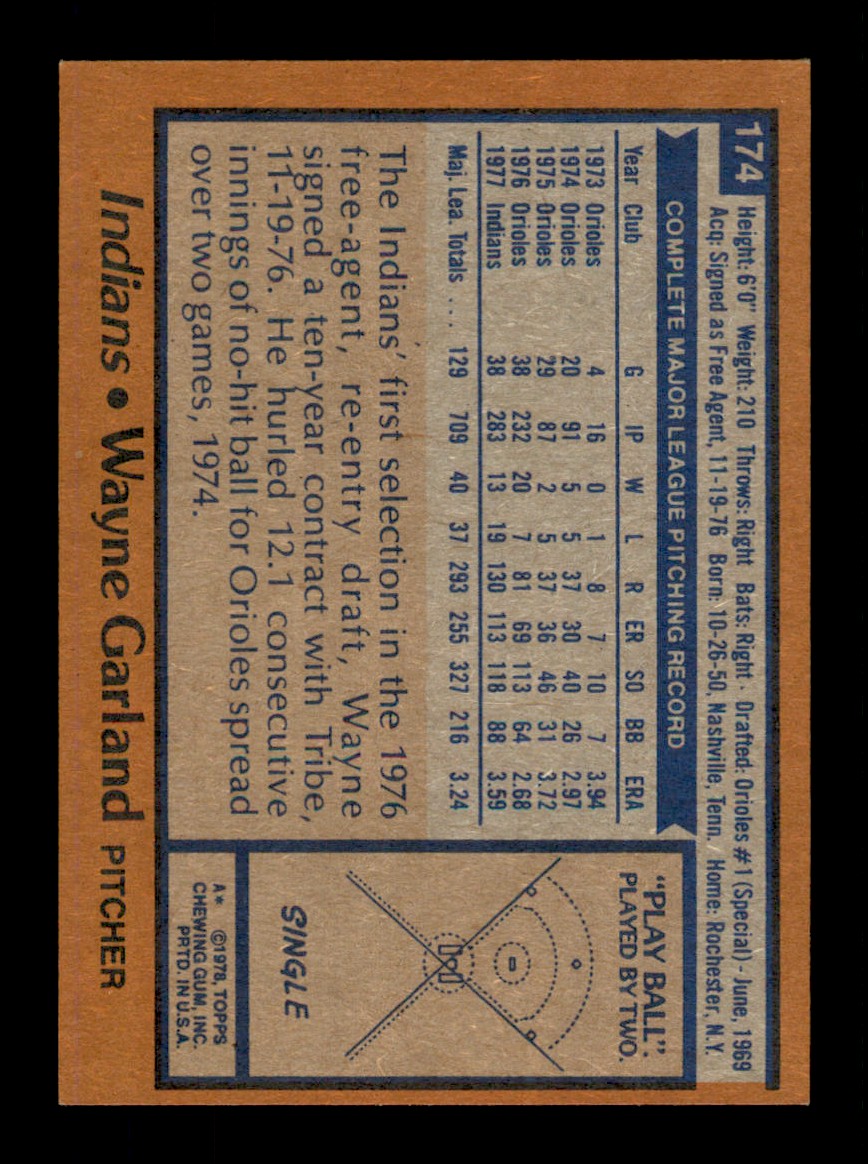 174
Height: 6'0" Weight: 210 Throws: Right Bats: Right · Drafted: Orioles #1 (Special) - June, 1969
Acq: Signed as Free Agent, 11-19-76 Born: 10-26-50, Nashville, Tenn. Home: Rochester, N.Y.
COMPLETE MAJOR LEAGUE PITCHING RECORD
Year Club G IP W L R ER SO BB ERA
1973 Orioles 4 16 0 1 8 7 10 7 3.94
1974 Orioles 20 91 5 5 37 30 40 26 2.97
1975 Orioles 29 87 2 5 37 36 46 31 3.72
1976 Orioles 38 232 20 7 81 69 113 64 2.68
1977 Indians 38 283 13 19 130 113 118 88 3.59
Maj. Lea. Totals ... 129 709 40 37 293 255 327 216 3.24
The Indians' first selection in the 1976
free-agent, re-entry draft, Wayne
signed a ten-year contract with Tribe,
11-19-76. He hurled 12.1 consecutive
innings of no-hit ball for Orioles spread
over two games, 1974.
"PLAY BALL".
PLAYED BY TWO.
SINGLE
A* ©1978, TOPPS
CHEWING GUM, INC.
PRTD. IN U.S.A.
Indians • Wayne Garland PITCHER